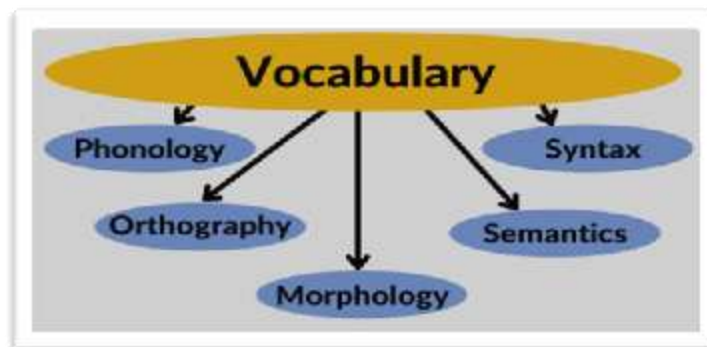 Vocabulary
Phonology
Syntax
Orthography
Semantics
Morphology